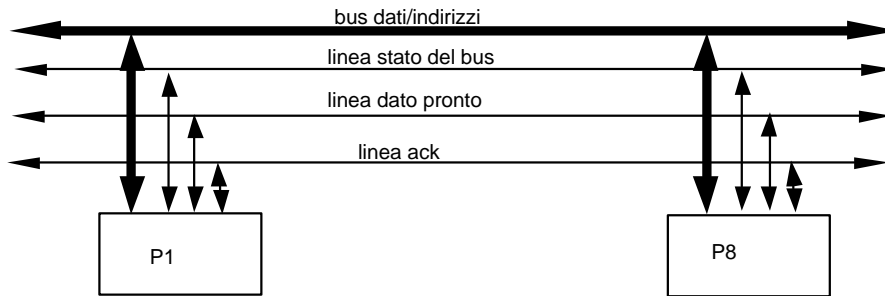 bus dati/indirizzi
linea stato del bus
linea dato pronto
linea ack
P1
P8